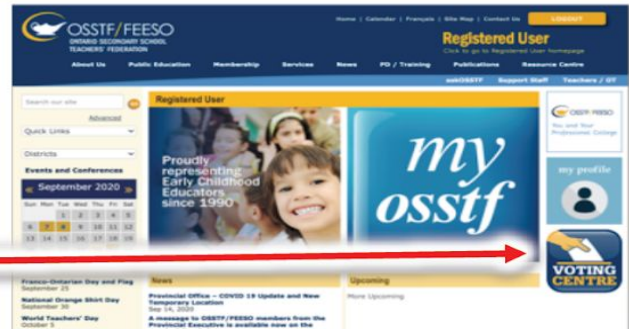 Home | Calendar | Français | Site Map | Contact Us
LOGOUT
OSSTF/FEESO
ONTARIO SECONDARY SCHOOL
TEACHERS' FEDERATION
Registered User
Click to go to Registered User homepage
About Us Public Education Membership Services News PD / Training Publications Resource Centre
askOSSTF Support Staff Teachers / OT
Search our site
Advanced
Quick Links
Districts
Events and Conferences
« September 2020 »
Sun Mon Tue Wed Thu Fri Sat
1 2 3 4 5
6 7 8 9 10 11 12
13 14 15 16 17 18 19
Franco-Ontarian Day and Flag
September 25
National Orange Shirt Day
September 30
World Teachers' Day
October 5
Registered User
Proudly
representing
Early Childhood
Educators
since 1990
my
osstf
News
Provincial Office – COVID 19 Update and New
Temporary Location
Sep 14, 2020
A message to OSSTF/FEESO members from the
Provincial Executive is available now on the
Upcoming
More Upcoming
OSSTF/FEESO
You and Your
Professional College
my profile
VOTING
CENTRE